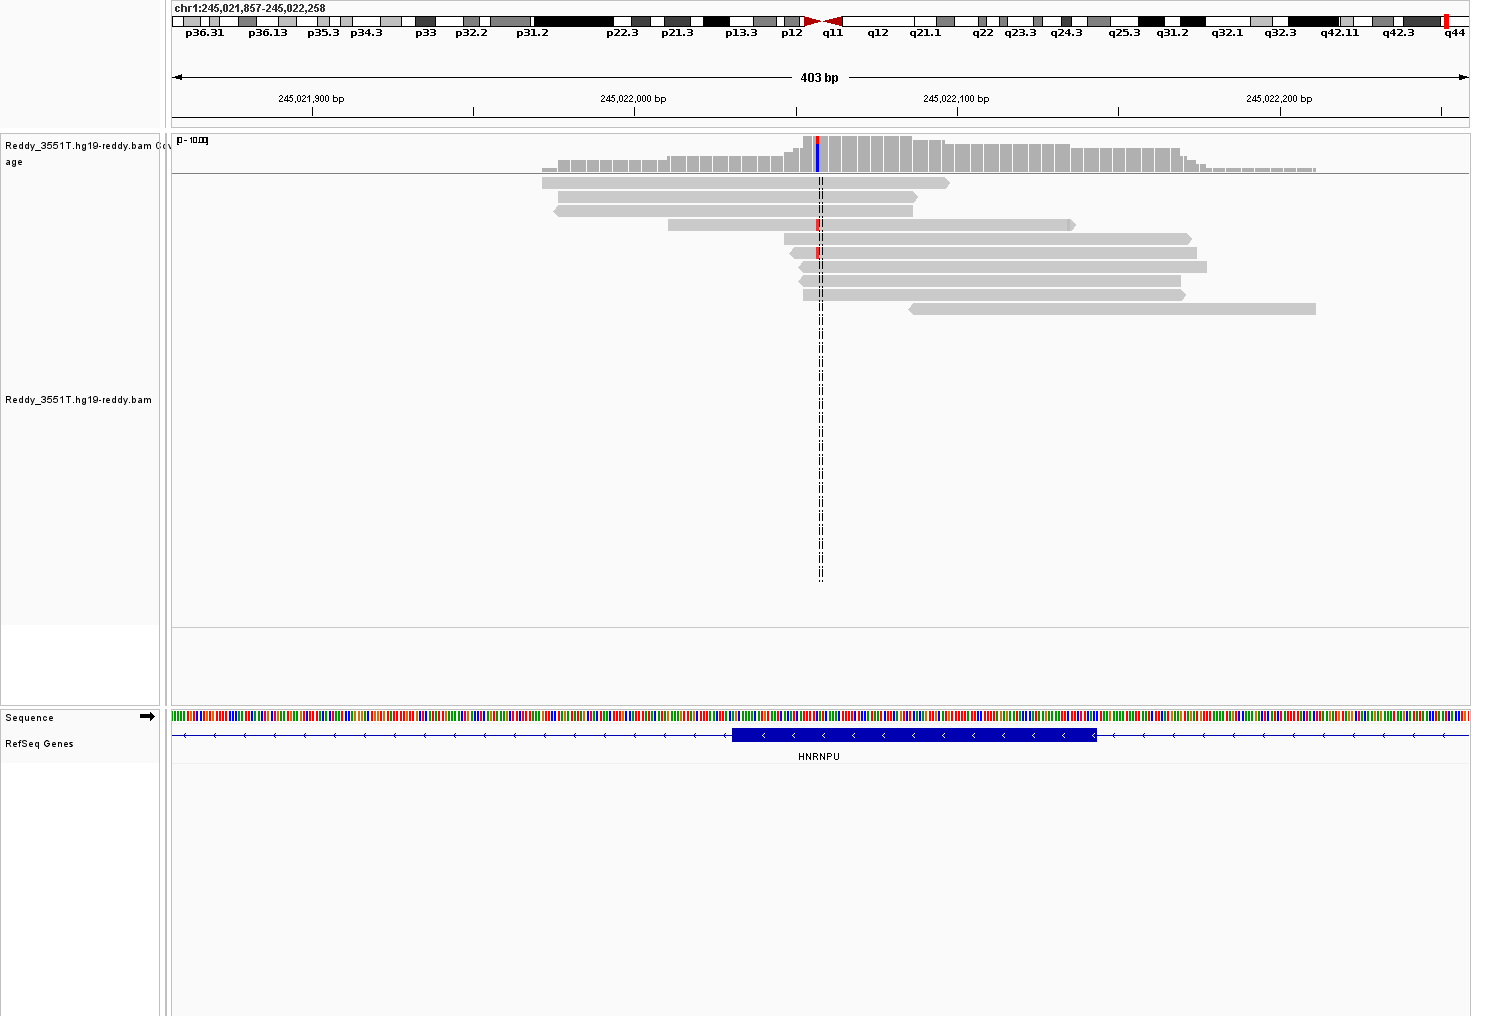 chr1:245,021,857-245,022,258
p36.31 p36.13 p35.3 p34.3 p33 p32.2 p31.2 p22.3 p21.3 p13.3 p12 q11 q12 q21.1 q22 q23.3 q24.3 q25.3 q31.2 q32.1 q32.3 q42.11 q42.3 q44
403 bp
245,021,900 bp 245,022,000 bp 245,022,100 bp 245,022,200 bp
Reddy_3551T.hg19-reddy.bam Cov
age
[0 - 10.00]
Reddy_3551T.hg19-reddy.bam
Sequence
RefSeq Genes
HNRNPU